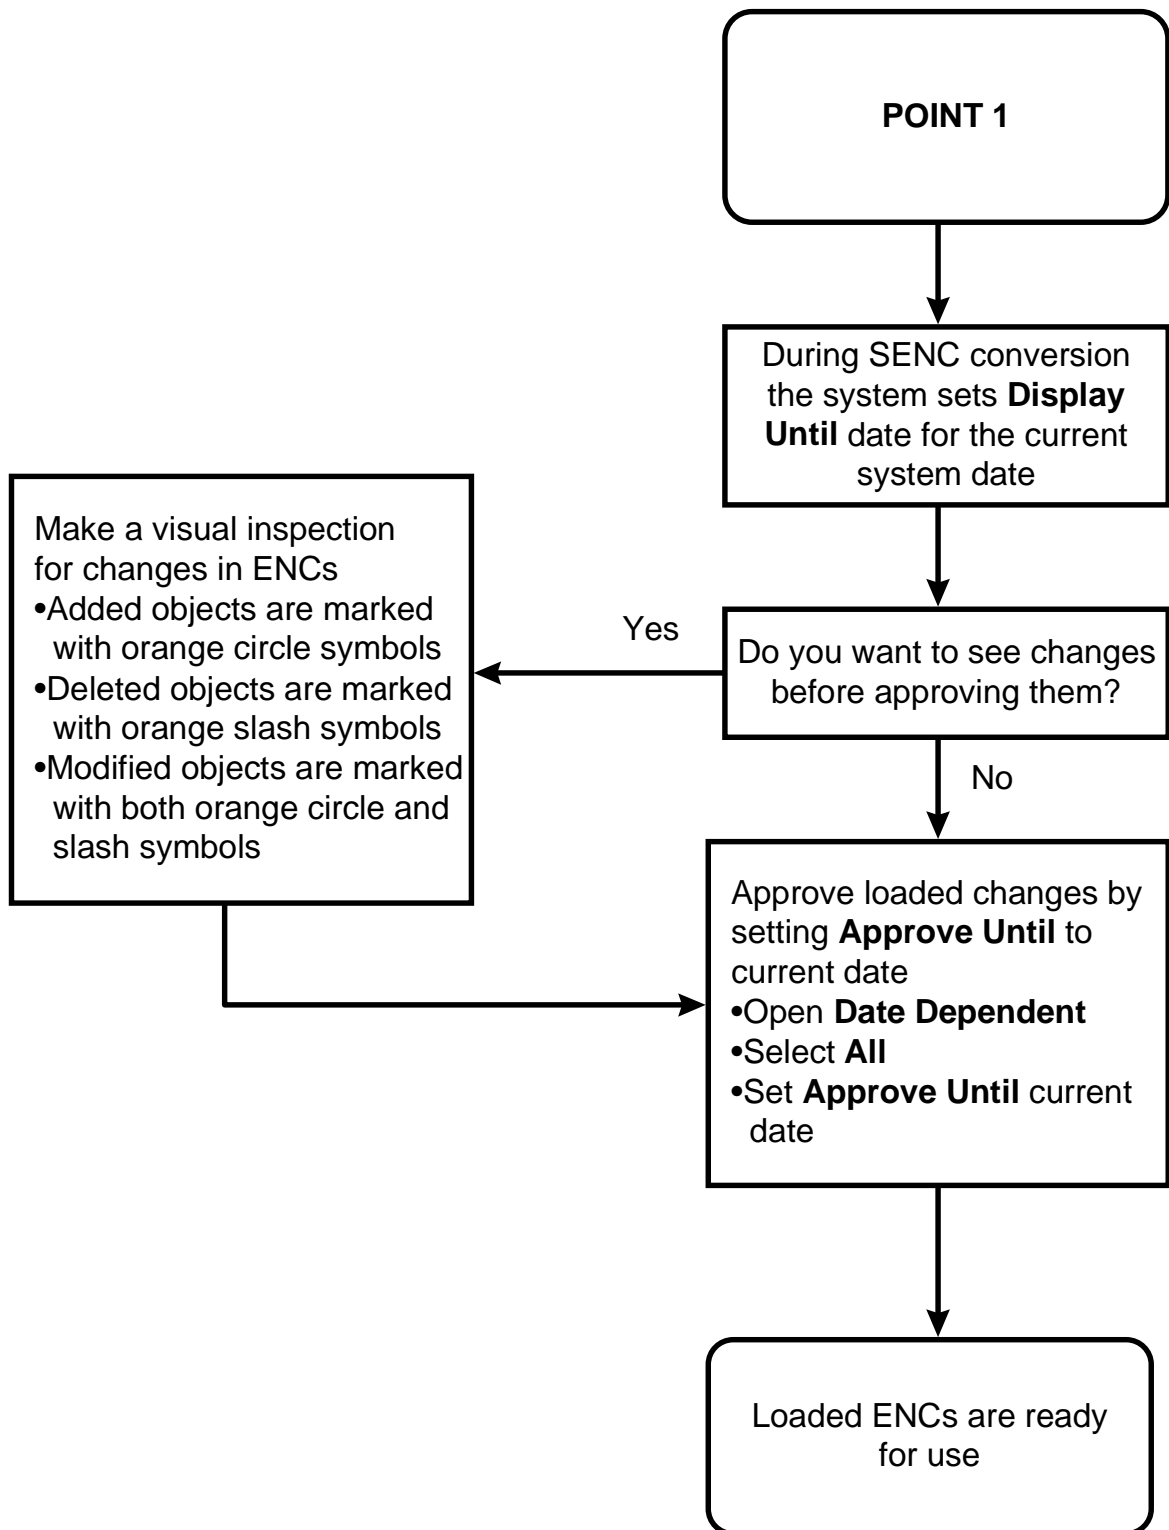 POINT 1
During SENC conversion
the system sets Display
Until date for the current
system date
Do you want to see changes
before approving them?
Yes
No
Make a visual inspection
for changes in ENCs
•Added objects are marked
with orange circle symbols
•Deleted objects are marked
with orange slash symbols
•Modified objects are marked
with both orange circle and
slash symbols
Approve loaded changes by
setting Approve Until to
current date
•Open Date Dependent
•Select All
•Set Approve Until current
date
Loaded ENCs are ready
for use